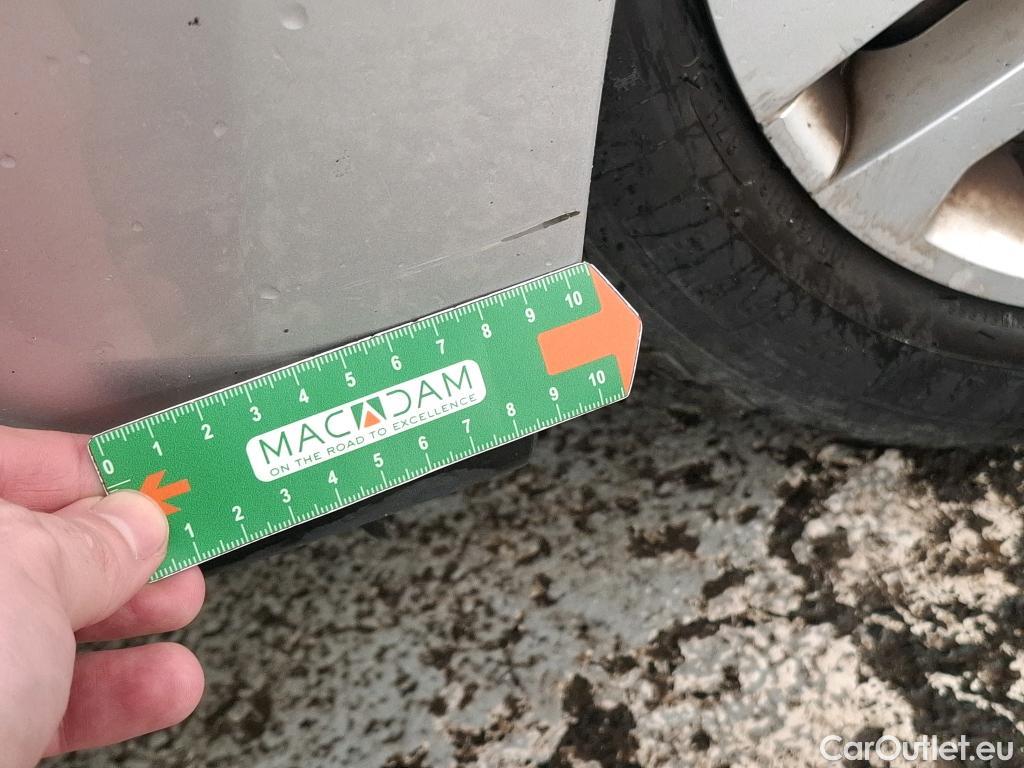 0 1 2 3 4 5 6 7 8 9 10
MACADAM
ON THE ROAD TO EXCELLENCE
1 2 3 4 5 6 7 8 9 10
CarOutlet.eu